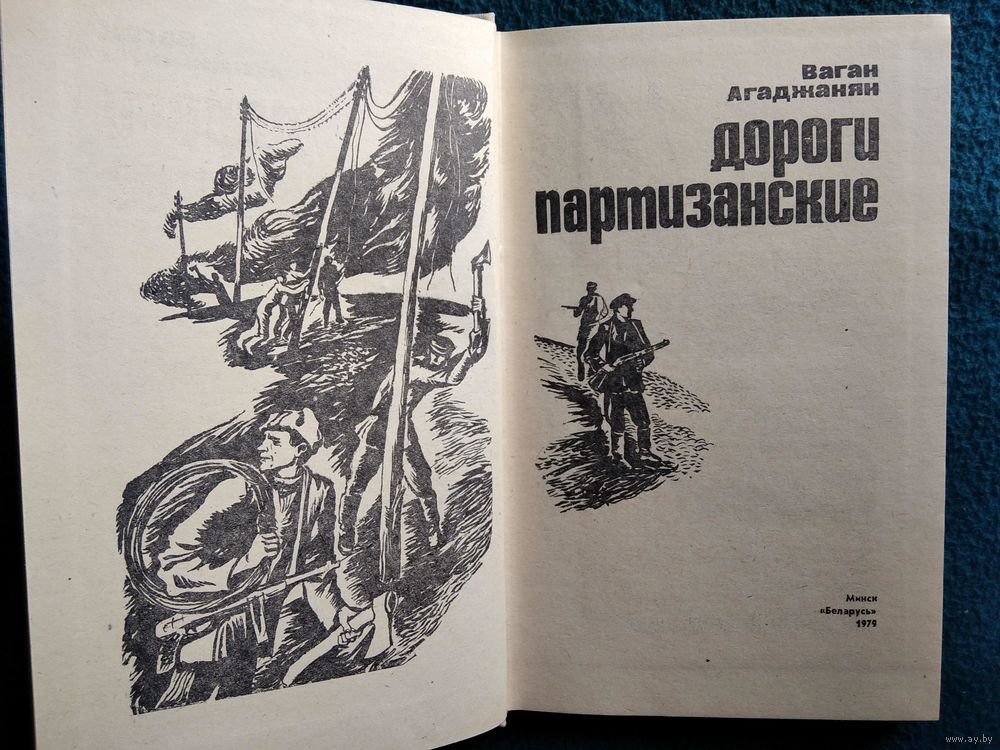 Ваган
Агаджанян
дороги
партизанские
Минск
«Беларусь»
1979
www.ay.by